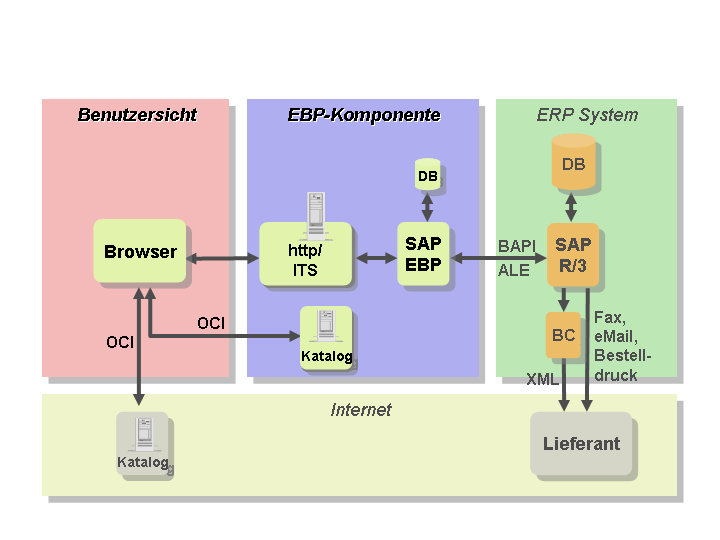 Benutzersicht
EBP-Komponente
ERP System
DB
DB
Browser
http/
ITS
SAP
EBP
BAPI
ALE
SAP
R/3
OCI
OCI
Katalog
BC
Fax,
eMail,
Bestell-
druck
XML
Internet
Katalog
Lieferant